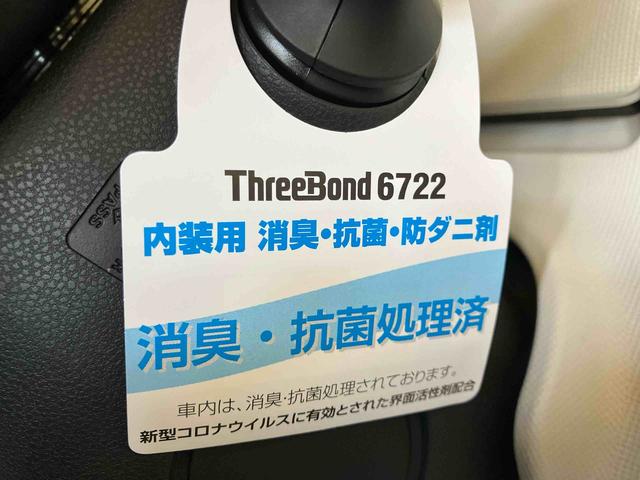 ThreeBond 6722
内装用 消臭・抗菌・防ダニ剤
消臭・抗菌処理済
車内は、消臭・抗菌処理されております。
新型コロナウイルスに有効とされた界面活性剤配合
PASS